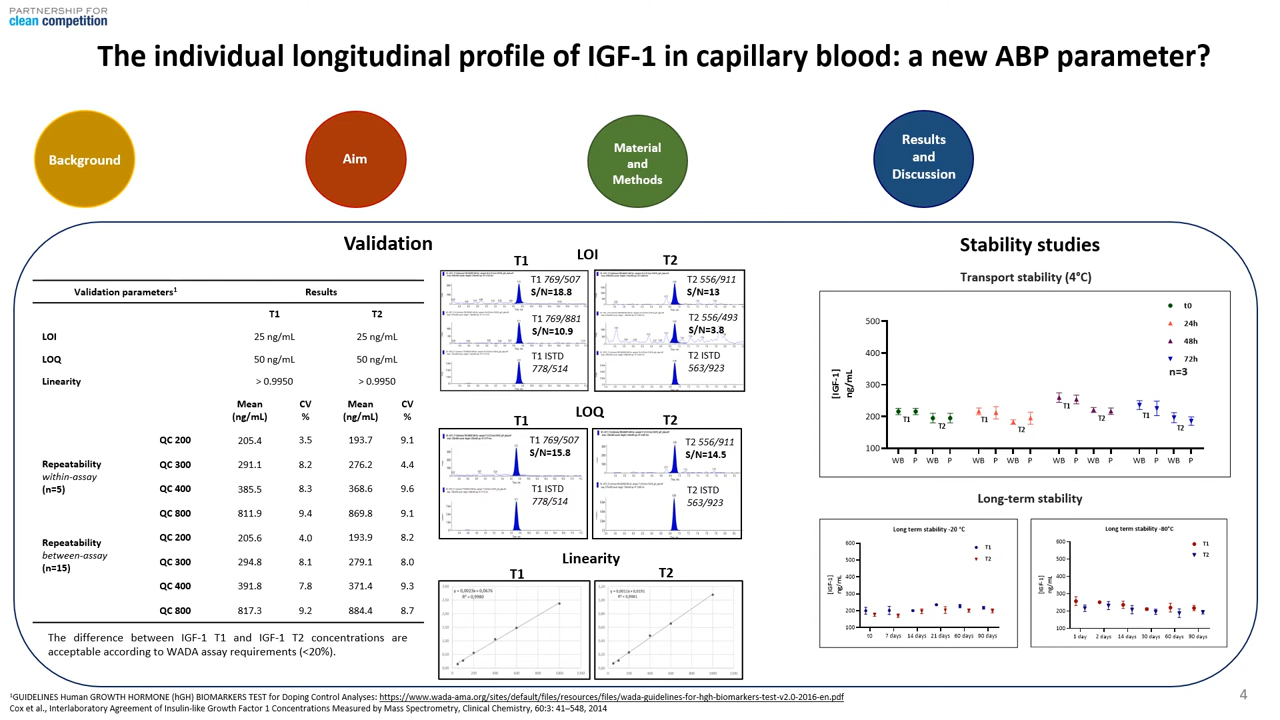 PARTNERSHIP FOR
clean competition
The individual longitudinal profile of IGF-1 in capillary blood: a new ABP parameter?
Background
Aim
Material
and
Methods
Results
and
Discussion
Validation
Validation parameters¹ Results
T1 T2
LOI 25 ng/mL 25 ng/mL
LOQ 50 ng/mL 50 ng/mL
Linearity > 0.9950 > 0.9950
Mean CV Mean CV
(ng/mL) % (ng/mL) %
QC 200 205.4 3.5 193.7 9.1
Repeatability
within-assay
(n=5)
QC 300 291.1 8.2 276.2 4.4
QC 400 385.5 8.3 368.6 9.6
QC 800 811.9 9.4 869.8 9.1
Repeatability
between-assay
(n=15)
QC 200 205.6 4.0 193.9 8.2
QC 300 294.8 8.1 279.1 8.0
QC 400 391.8 7.8 371.4 9.3
QC 800 817.3 9.2 884.4 8.7
The difference between IGF-1 T1 and IGF-1 T2 concentrations are
acceptable according to WADA assay requirements (<20%).
LOI
T1 T2
T1 769/507
S/N=18.8
T1 769/881
S/N=10.9
T1 ISTD
778/514
T2 556/911
S/N=13
T2 556/493
S/N=3.8
T2 ISTD
563/923
LOQ
T1 T2
T1 769/507
S/N=15.8
T1 ISTD
778/514
T2 556/911
S/N=14.5
T2 ISTD
563/923
Linearity
T1 T2
Stability studies
Transport stability (4°C)
t0
24h
48h
72h
n=3
[IGF-1]
ng/mL
500
400
300
200
100
T1 T2 T1 T2 T1 T2 T1 T2
WB P WB P WB P WB P WB P WB P WB P WB P
Long-term stability
Long term stability -20 °C
T1
T2
[IGF-1]
ng/mL
600
500
400
300
200
100
t0 7 days 14 days 21 days 60 days 90 days
Long term stability -80°C
T1
T2
[IGF-1]
ng/mL
600
500
400
300
200
100
1 day 2 days 14 days 30 days 60 days 90 days
¹GUIDELINES Human GROWTH HORMONE (hGH) BIOMARKERS TEST for Doping Control Analyses: https://www.wada-ama.org/sites/default/files/resources/files/wada-guidelines-for-hgh-biomarkers-test-v2.0-2016-en.pdf
Cox et al., Interlaboratory Agreement of Insulin-like Growth Factor 1 Concentrations Measured by Mass Spectrometry, Clinical Chemistry, 60:3: 41–548, 2014
4